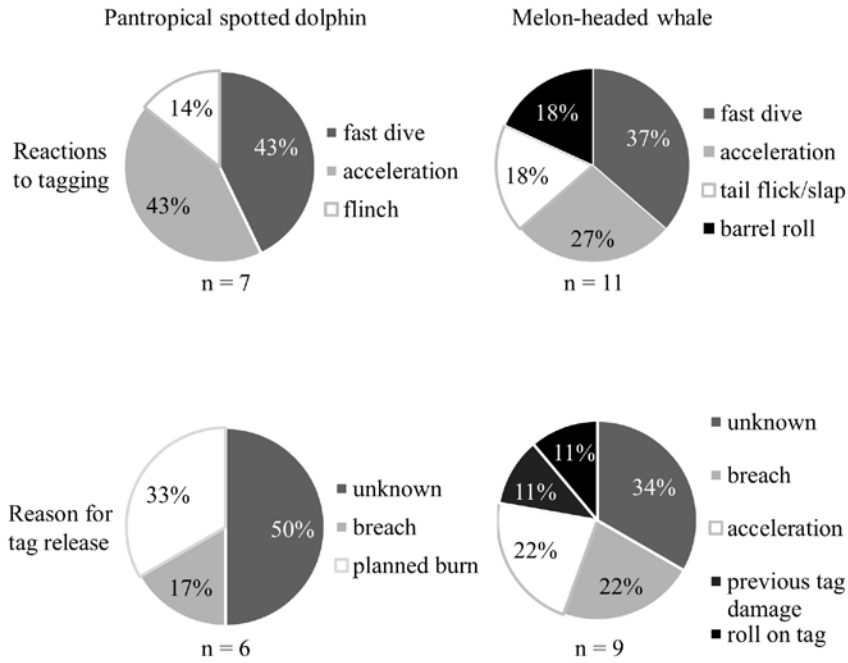 Pantropical spotted dolphin
Melon-headed whale
Reactions
to tagging
14%
43%
43%
fast dive
acceleration
flinch
n = 7
18%
37%
18%
27%
fast dive
acceleration
tail flick/slap
barrel roll
n = 11
Reason for
tag release
33%
50%
17%
unknown
breach
planned burn
n = 6
11%
11%
34%
22%
22%
unknown
breach
acceleration
previous tag
damage
roll on tag
n = 9